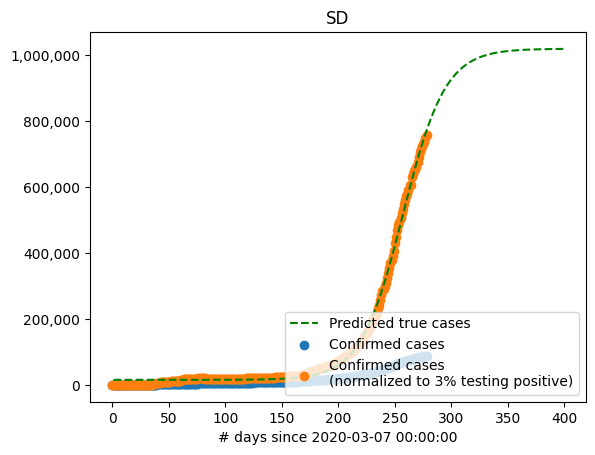 SD
1,000,000
800,000
600,000
400,000
200,000
0
Predicted true cases
Confirmed cases
Confirmed cases
(normalized to 3% testing positive)
0 50 100 150 200 250 300 350 400
# days since 2020-03-07 00:00:00